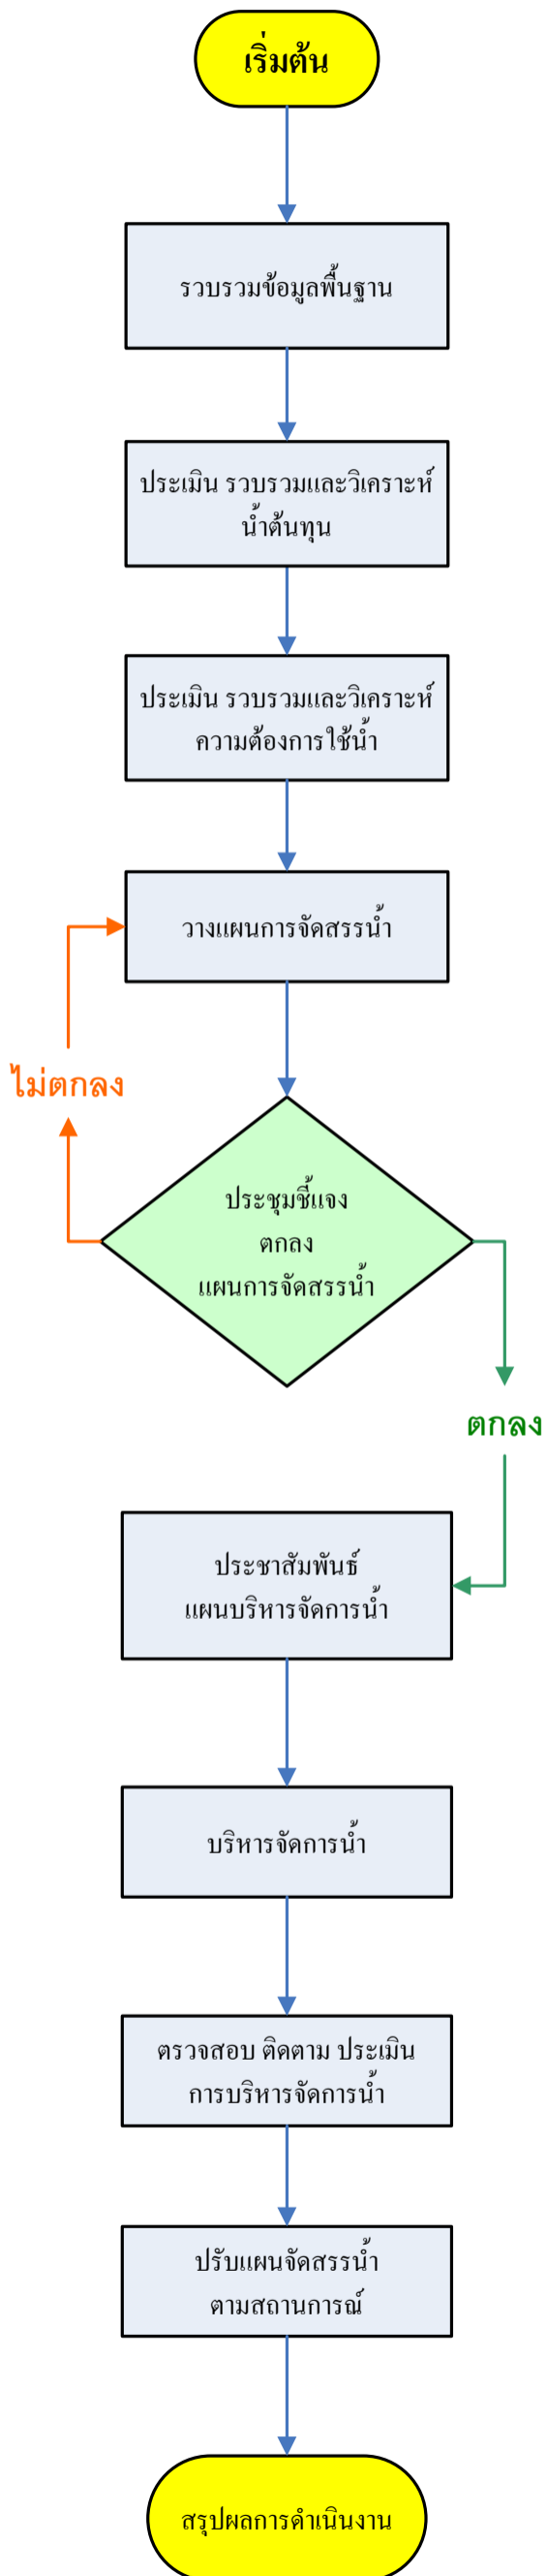 เริ่มต้น
รวบรวมข้อมูลพื้นฐาน
ประเมิน รวบรวมและวิเคราะห์
น้ำต้นทุน
ประเมิน รวบรวมและวิเคราะห์
ความต้องการใช้น้ำ
วางแผนการจัดสรรน้ำ
ไม่ตกลง
ประชุมชี้แจง
ตกลง
แผนการจัดสรรน้ำ
ตกลง
ประชาสัมพันธ์
แผนบริหารจัดการน้ำ
บริหารจัดการน้ำ
ตรวจสอบ ติดตาม ประเมิน
การบริหารจัดการน้ำ
ปรับแผนจัดสรรน้ำ
ตามสถานการณ์
สรุปผลการดำเนินงาน